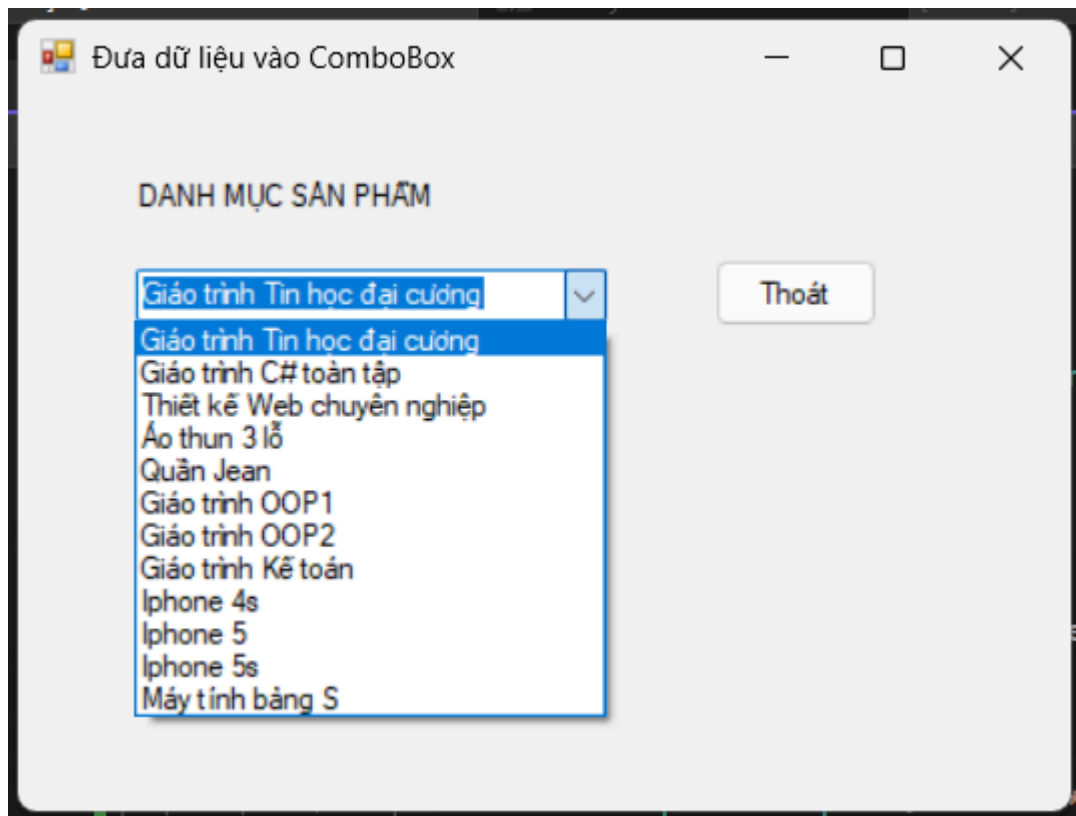 Đưa dữ liệu vào ComboBox
DANH MỤC SẢN PHẨM
Giáo trình Tin học đại cương
Thoát
Giáo trình Tin học đại cương
Giáo trình C# toàn tập
Thiết kế Web chuyên nghiệp
Áo thun 3 lỗ
Quần Jean
Giáo trình OOP1
Giáo trình OOP2
Giáo trình Kế toán
Iphone 4s
Iphone 5
Iphone 5s
Máy tính bảng S